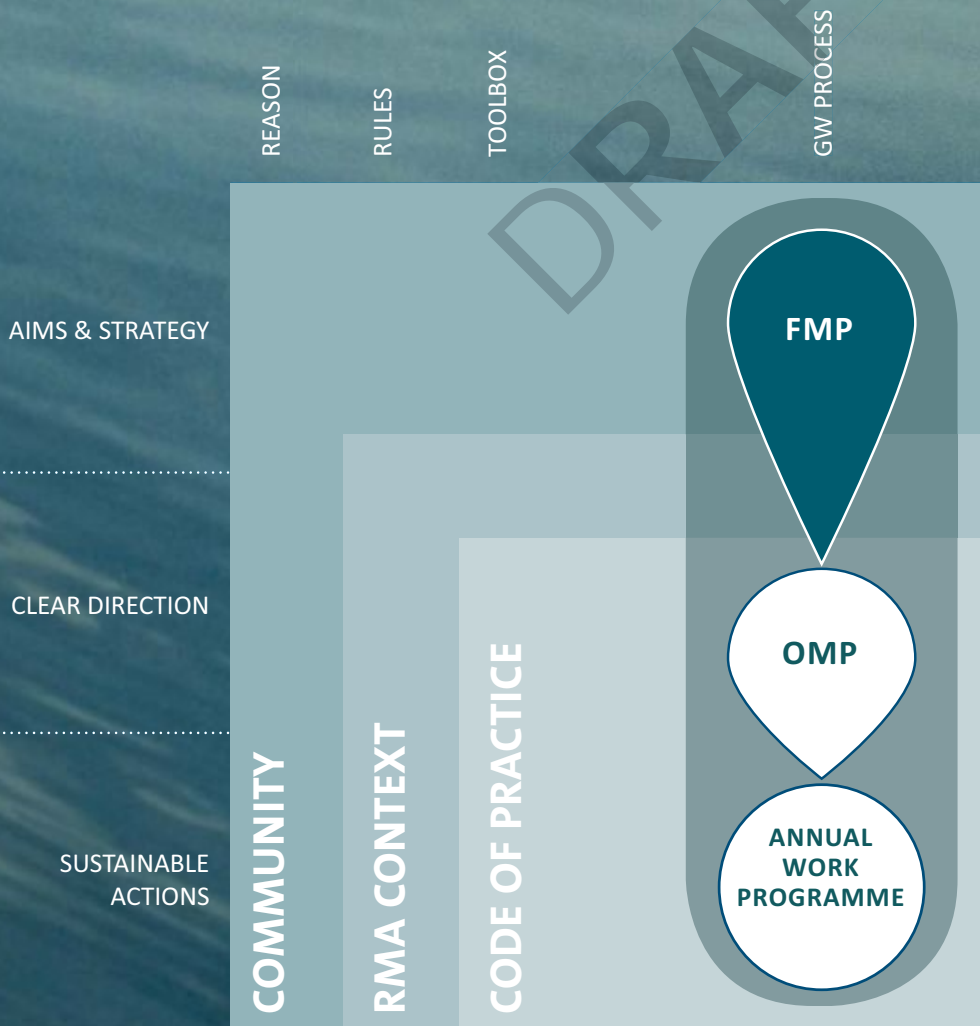 REASON
RULES
TOOLBOX
GW PROCESS
DRAF
AIMS & STRATEGY
CLEAR DIRECTION
SUSTAINABLE
ACTIONS
COMMUNITY
RMA CONTEXT
CODE OF PRACTICE
FMP
OMP
ANNUAL
WORK
PROGRAMME